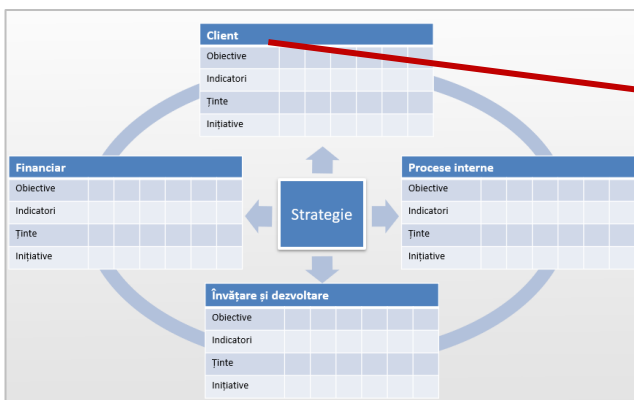 Client
Obiective
Indicatori
Ținte
Inițiative
Financiar
Obiective
Indicatori
Ținte
Inițiative
Strategie
Procese interne
Obiective
Indicatori
Ținte
Inițiative
Învățare și dezvoltare
Obiective
Indicatori
Ținte
Inițiative